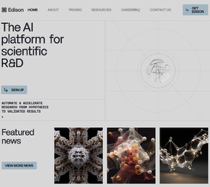 Edison
HOME
ABOUT
PRICING
RESOURCES
CAREERS
CONTACT US
GET EDISON
The AI
platform for
scientific
R&D
SIGN UP
AUTOMATE & ACCELERATE
RESEARCH FROM HYPOTHESIS
TO VALIDATED RESULTS
Featured
news
VIEW MORE NEWS